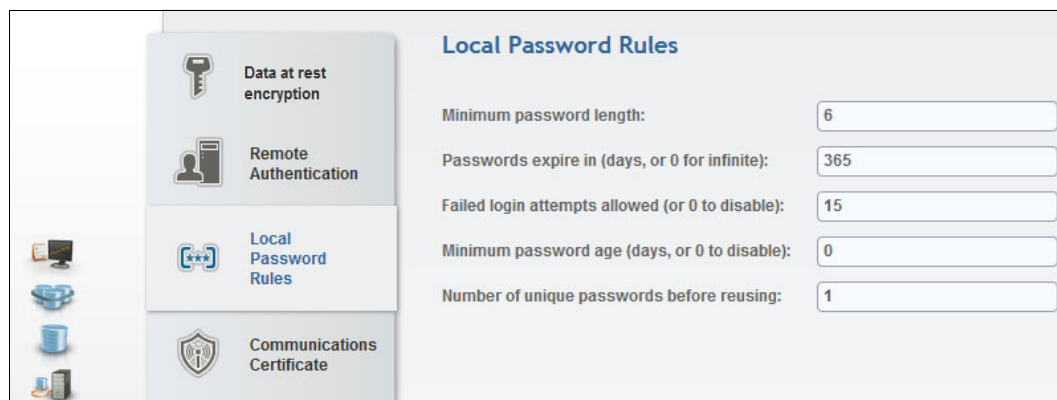 Data at rest
encryption
Remote
Authentication
Local
Password
Rules
Communications
Certificate
Local Password Rules
Minimum password length: 6
Passwords expire in (days, or 0 for infinite): 365
Failed login attempts allowed (or 0 to disable): 15
Minimum password age (days, or 0 to disable): 0
Number of unique passwords before reusing: 1